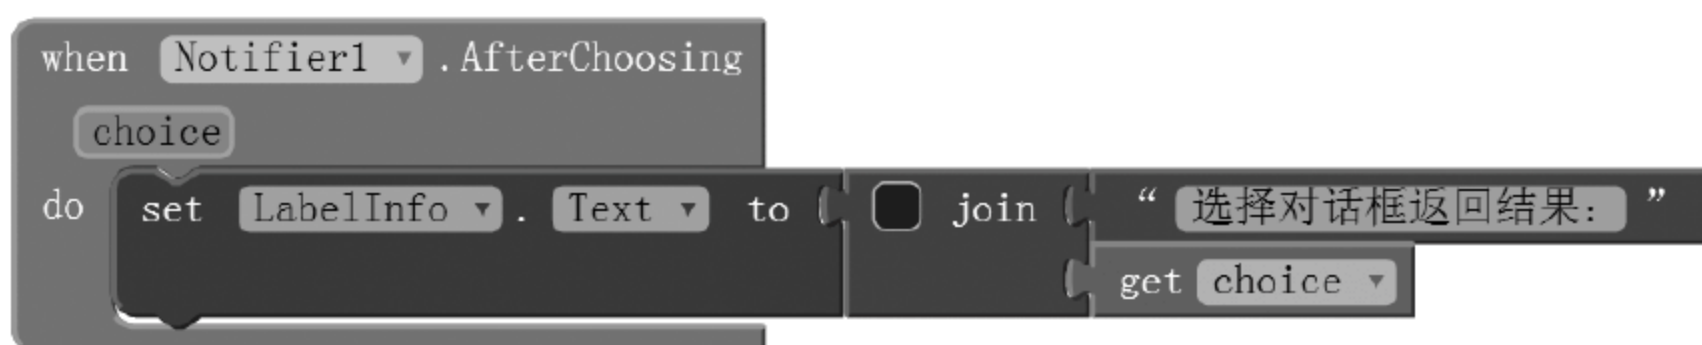 when Notifier1 .AfterChoosing
choice
do set LabelInfo . Text to join “ 选择对话框返回结果: ”
get choice